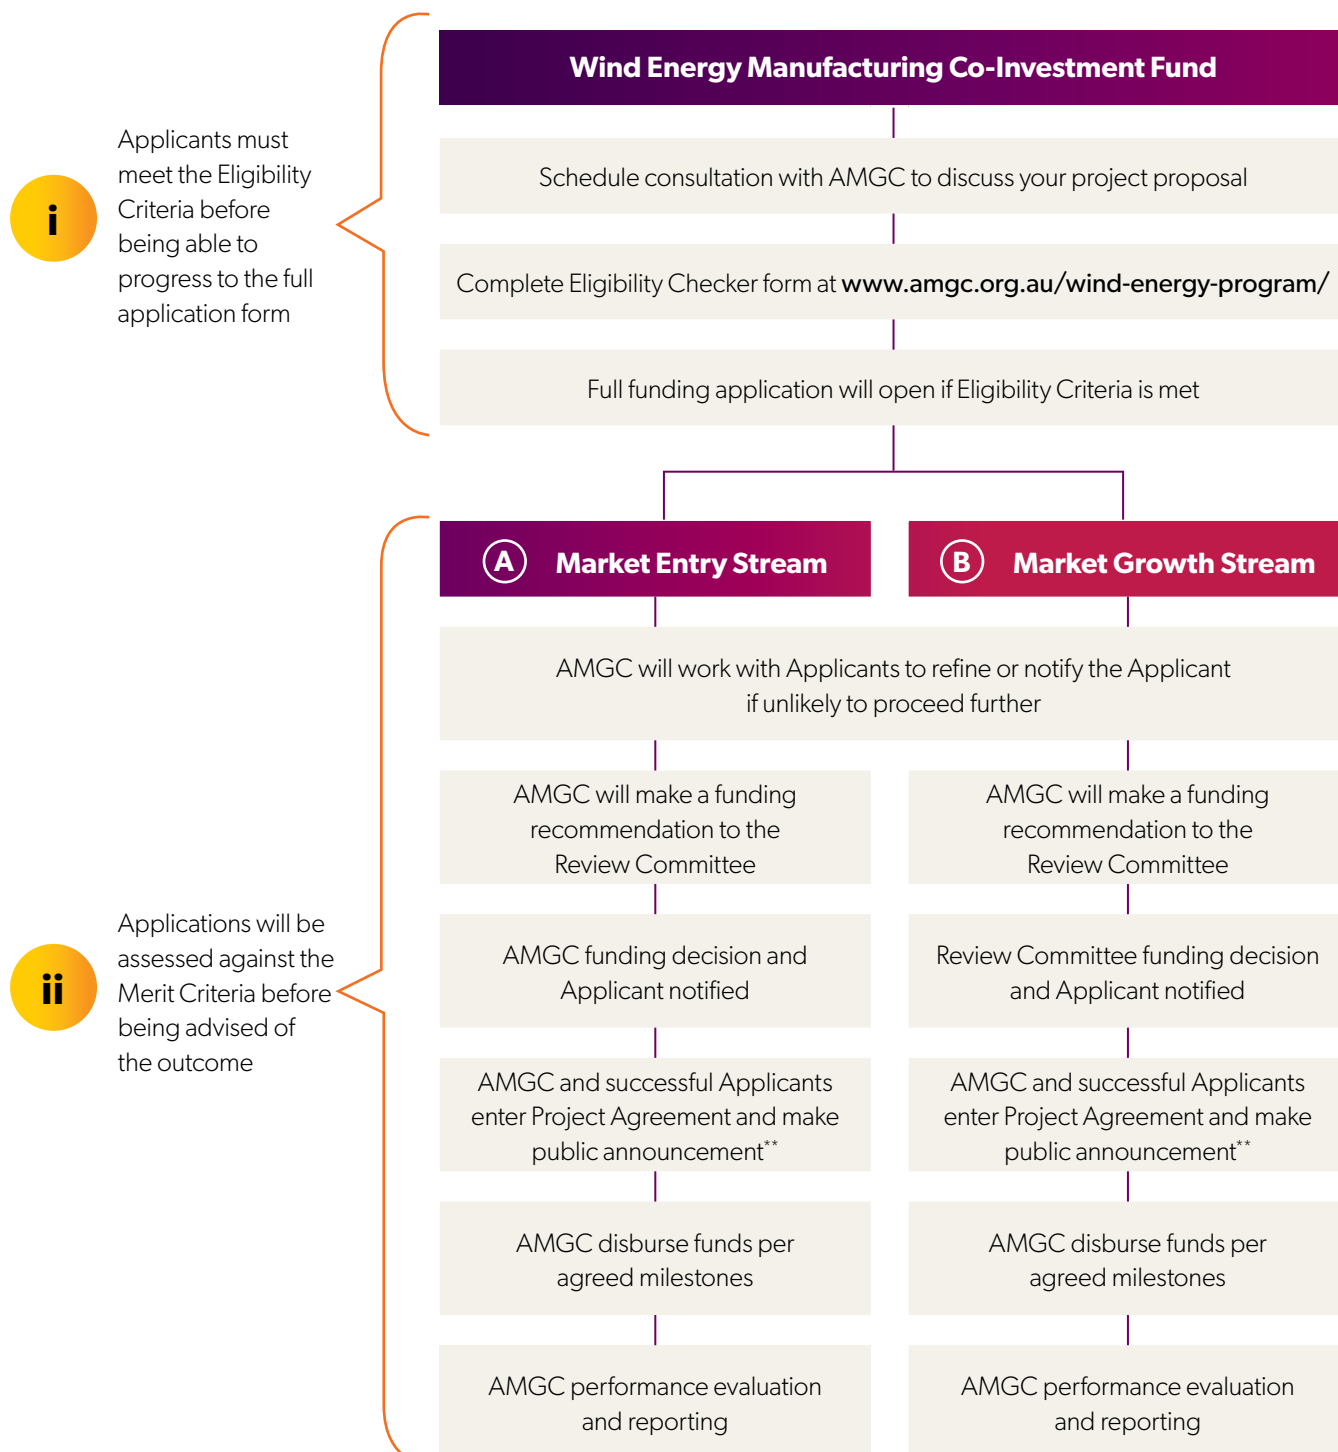 Wind Energy Manufacturing Co-Investment Fund
i
Applicants must
meet the Eligibility
Criteria before
being able to
progress to the full
application form
Schedule consultation with AMGC to discuss your project proposal
Complete Eligibility Checker form at www.amgc.org.au/wind-energy-program/
Full funding application will open if Eligibility Criteria is met
A Market Entry Stream
B Market Growth Stream
AMGC will work with Applicants to refine or notify the Applicant
if unlikely to proceed further
ii
Applications will be
assessed against the
Merit Criteria before
being advised of
the outcome
AMGC will make a funding
recommendation to the
Review Committee
AMGC funding decision and
Applicant notified
AMGC and successful Applicants
enter Project Agreement and make
public announcement**
AMGC disburse funds per
agreed milestones
AMGC performance evaluation
and reporting
AMGC will make a funding
recommendation to the
Review Committee
Review Committee funding decision
and Applicant notified
AMGC and successful Applicants
enter Project Agreement and make
public announcement**
AMGC disburse funds per
agreed milestones
AMGC performance evaluation
and reporting